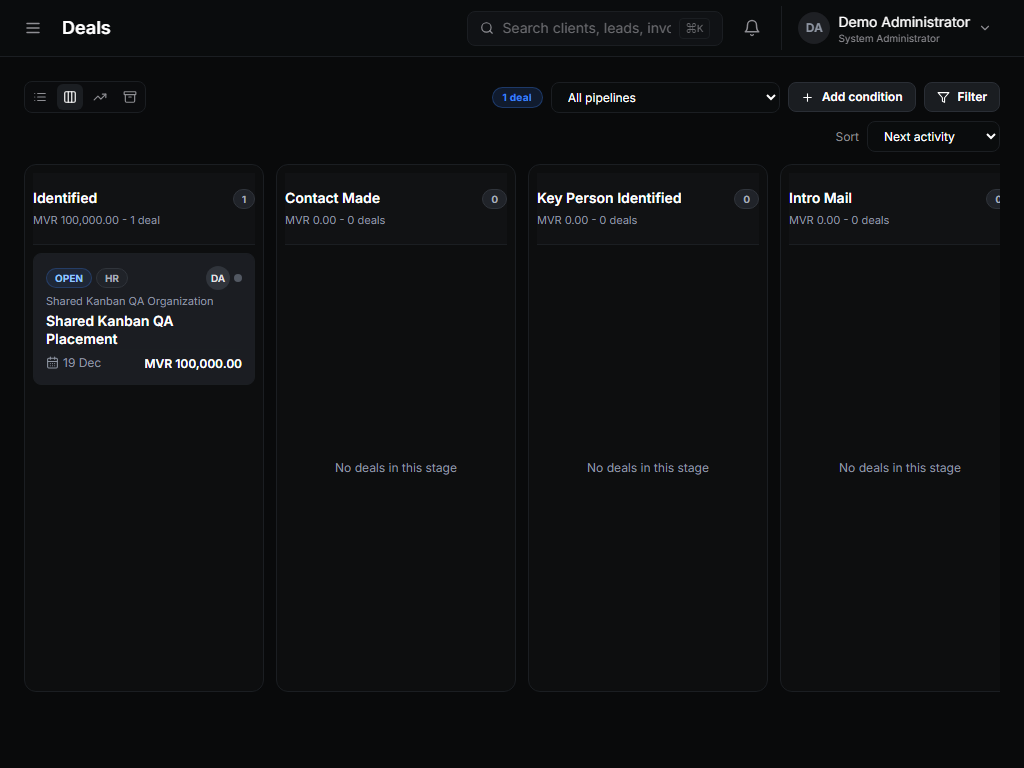 Deals
Search clients, leads, invc
⌘K
DA
Demo Administrator
System Administrator
1 deal
All pipelines
Add condition
Filter
Sort
Next activity
Identified
1
MVR 100,000.00 - 1 deal
OPEN
HR
DA
Shared Kanban QA Organization
Shared Kanban QA
Placement
19 Dec
MVR 100,000.00
Contact Made
0
MVR 0.00 - 0 deals
No deals in this stage
Key Person Identified
0
MVR 0.00 - 0 deals
No deals in this stage
Intro Mail
0
MVR 0.00 - 0 deals
No deals in this stage